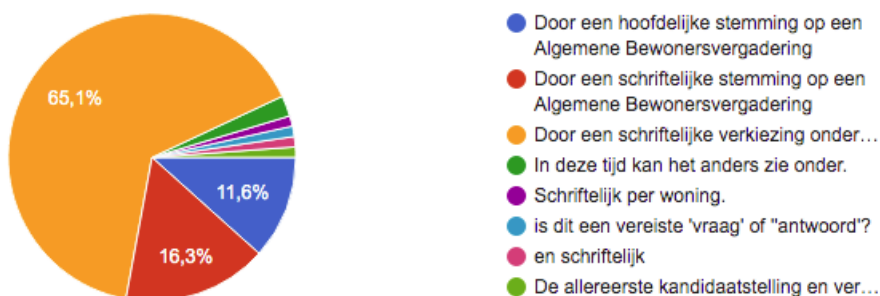 65,1%
11,6%
16,3%
Door een hoofdelijke stemming op een
Algemene Bewonersvergadering
Door een schriftelijke stemming op een
Algemene Bewonersvergadering
Door een schriftelijke verkiezing onder…
In deze tijd kan het anders zie onder.
Schriftelijk per woning.
is dit een vereiste 'vraag' of "antwoord'?
en schriftelijk
De allereerste kandidaatstelling en ver…